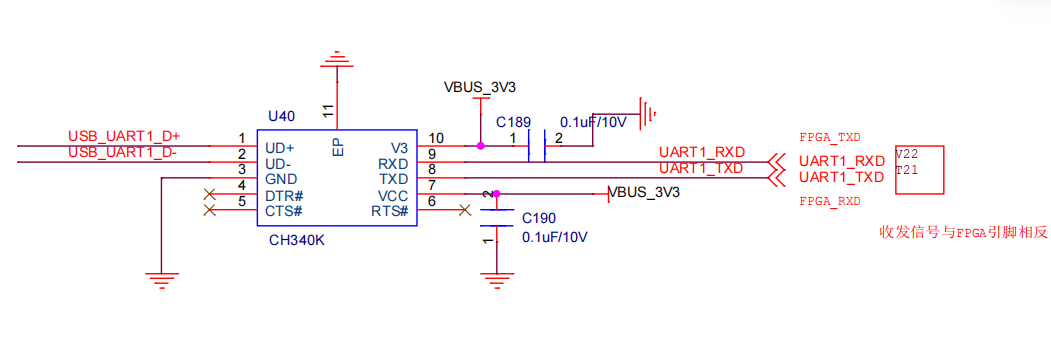 VBUS_3V3
U40
11
EP
C189
0.1uF/10V
USB_UART1_D+
1
UD+
V3
10
1
2
FPGA_TXD
USB_UART1_D-
2
UD-
RXD
9
UART1_RXD
UART1_RXD
V22
3
GND
TXD
8
UART1_TXD
UART1_TXD
T21
4
DTR#
VCC
7
2
VBUS_3V3
5
CTS#
RTS#
6
FPGA_RXD
C190
0.1uF/10V
1
CH340K
收发信号与FPGA引脚相反